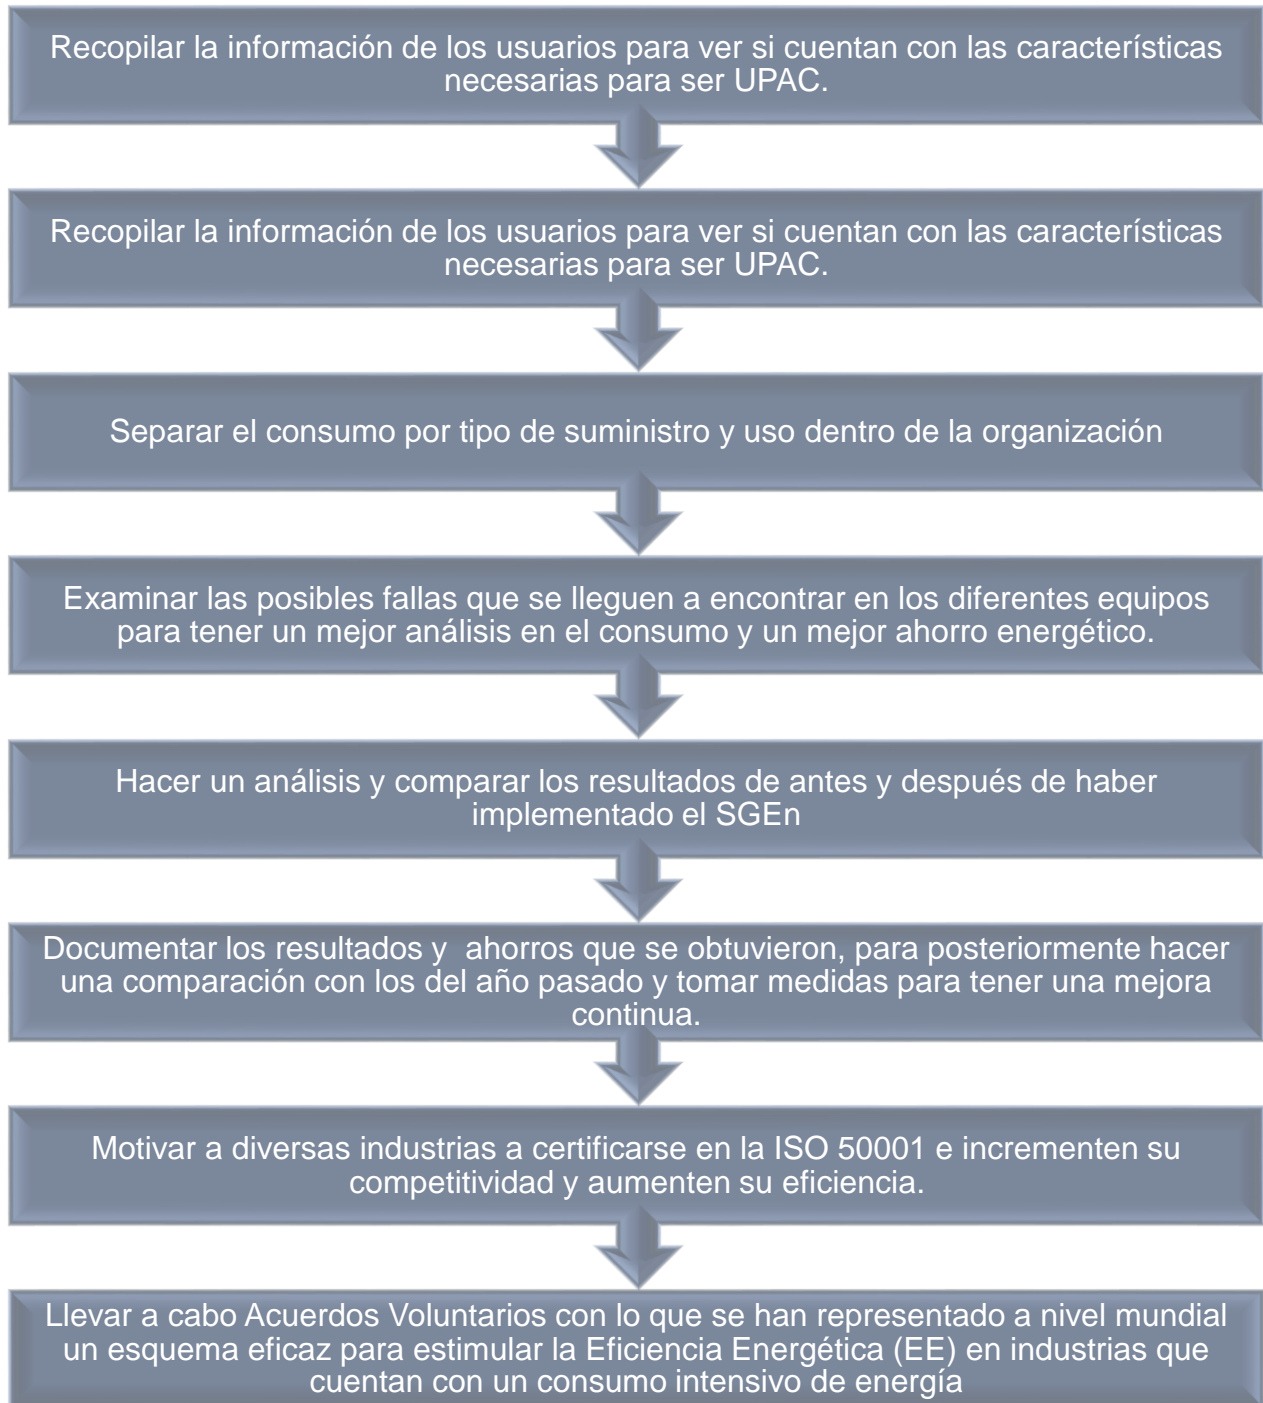 Recopilar la información de los usuarios para ver si cuentan con las características
necesarias para ser UPAC.
Recopilar la información de los usuarios para ver si cuentan con las características
necesarias para ser UPAC.
Separar el consumo por tipo de suministro y uso dentro de la organización
Examinar las posibles fallas que se lleguen a encontrar en los diferentes equipos
para tener un mejor análisis en el consumo y un mejor ahorro energético.
Hacer un análisis y comparar los resultados de antes y después de haber
implementado el SGEn
Documentar los resultados y  ahorros que se obtuvieron, para posteriormente hacer
una comparación con los del año pasado y tomar medidas para tener una mejora
continua.
Motivar a diversas industrias a certificarse en la ISO 50001 e incrementen su
competitividad y aumenten su eficiencia.
Llevar a cabo Acuerdos Voluntarios con lo que se han representado a nivel mundial
un esquema eficaz para estimular la Eficiencia Energética (EE) en industrias que
cuentan con un consumo intensivo de energía